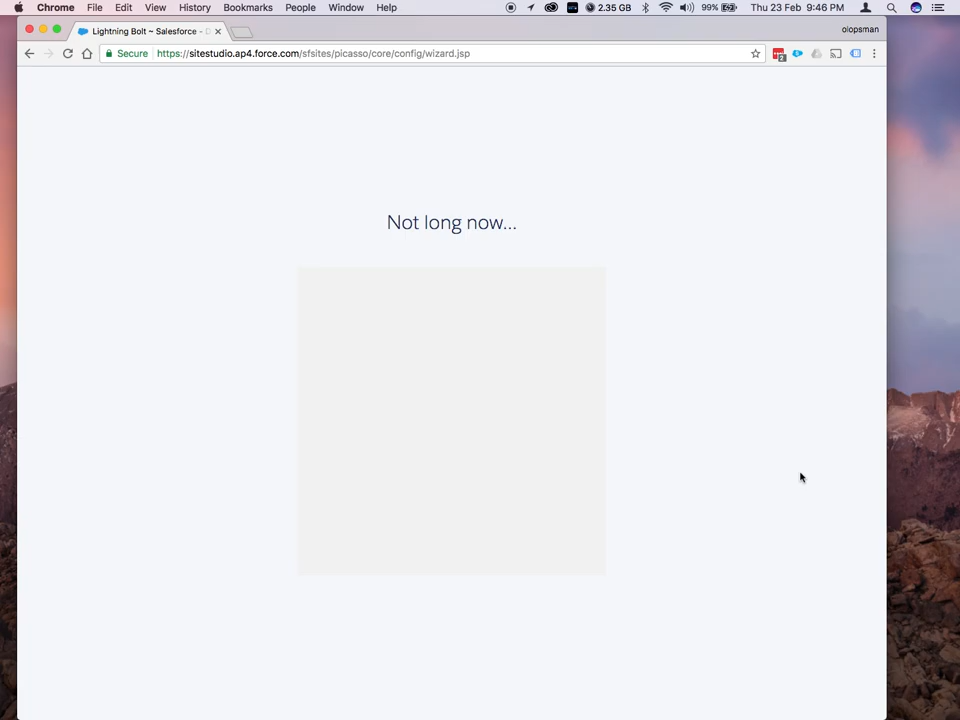 Chrome File Edit View History Bookmarks People Window Help 2.35 GB 99% Thu 23 Feb 9:46 PM
Lightning Bolt ~ Salesforce - D
olopsman
Secure https://sitestudio.ap4.force.com/sfsites/picasso/core/config/wizard.jsp
2
Not long now...